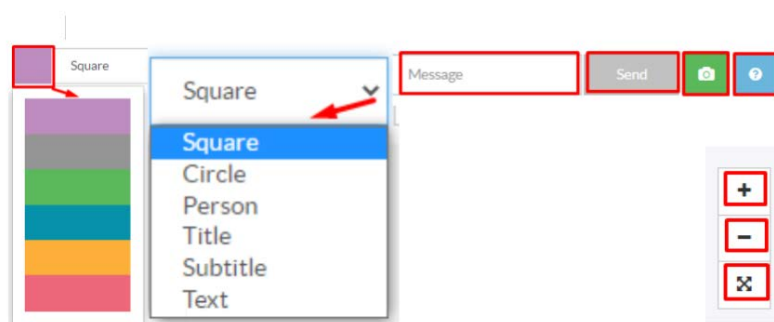 Square
Square
Message
Send
?
Square
Circle
Person
Title
Subtitle
Text